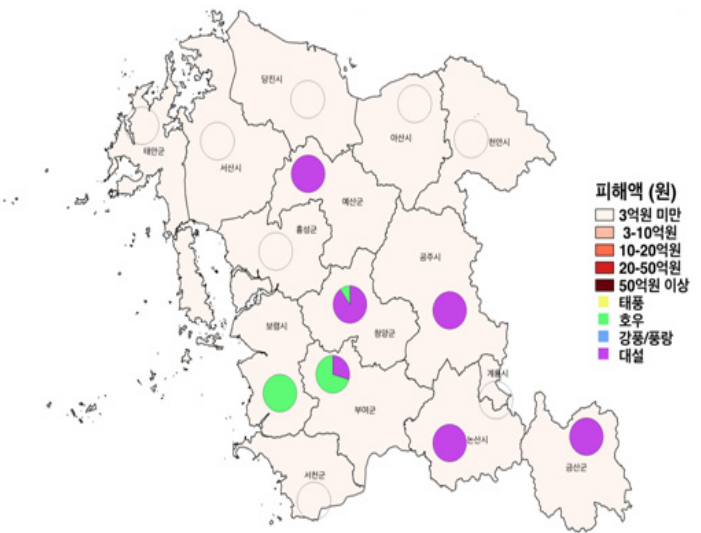 당진시
아산시
천안시
태안군
서산시
예산군
홍성군
공주시
보령시
청양군
계룡시
부여군
논산시
금산군
서천군
피해액 (원)
3억원 미만
3-10억원
10-20억원
20-50억원
50억원 이상
태풍
호우
강풍/풍랑
대설